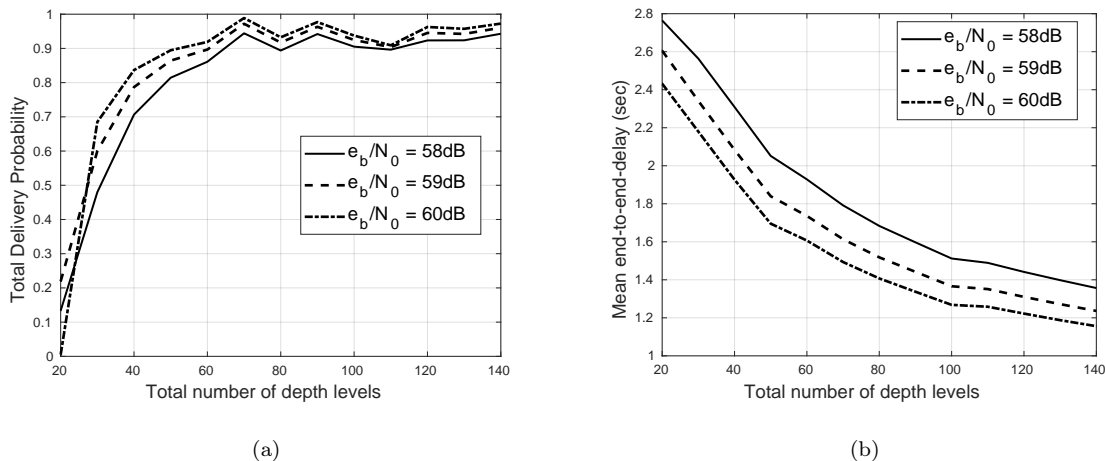 1
0.9
0.8
0.7
0.6
0.5
0.4
0.3
0.2
0.1
0
Total Delivery Probability
20
40
60
80
100
120
140
Total number of depth levels
e_b/N_0 = 58dB
e_b/N_0 = 59dB
e_b/N_0 = 60dB
(a)
2.8
2.6
2.4
2.2
2
1.8
1.6
1.4
1.2
1
Mean end-to-end-delay (sec)
20
40
60
80
100
120
140
Total number of depth levels
e_b/N_0 = 58dB
e_b/N_0 = 59dB
e_b/N_0 = 60dB
(b)